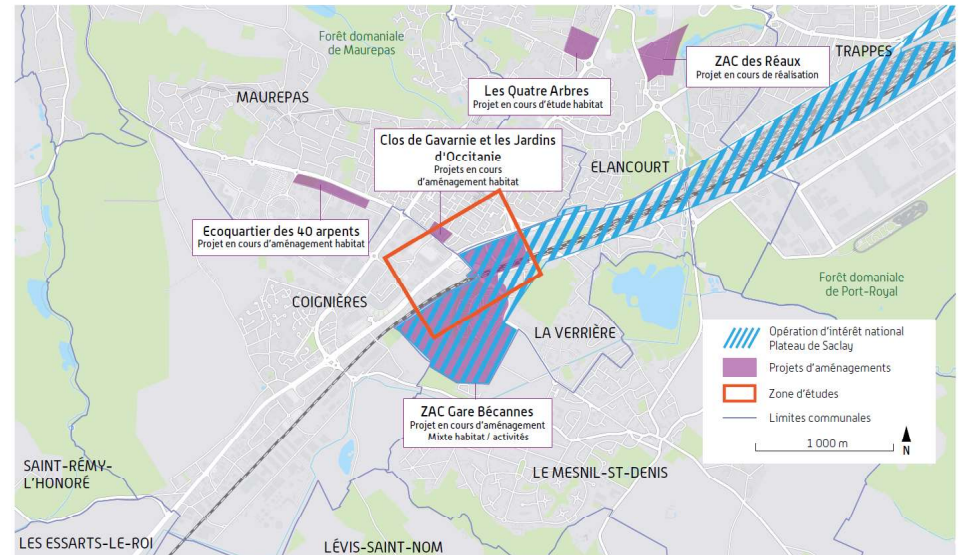 Forêt domaniale
de Maurepas
TRAPPES
ZAC des Réaux
Projet en cours de réalisation
Les Quatre Arbres
Projet en cours d'étude habitat
MAUREPAS
Clos de Gavarnie et les Jardins
d'Occitanie
Projets en cours
d'aménagement habitat
ELANCOURT
Ecoquartier des 40 arpents
Projet en cours d'aménagement habitat
Forêt domaniale
de Port-Royal
COIGNIÈRES
LA VERRIÈRE
Opération d'intérêt national
Plateau de Saclay
Projets d'aménagements
Zone d'études
Limites communales
1 000 m
N
ZAC Gare Bécannes
Projet en cours d'aménagement
Mixte habitat / activités
SAINT-RÉMY-
L'HONORÉ
LE MESNIL-ST-DENIS
LES ESSARTS-LE-ROI
LÉVIS-SAINT-NOM